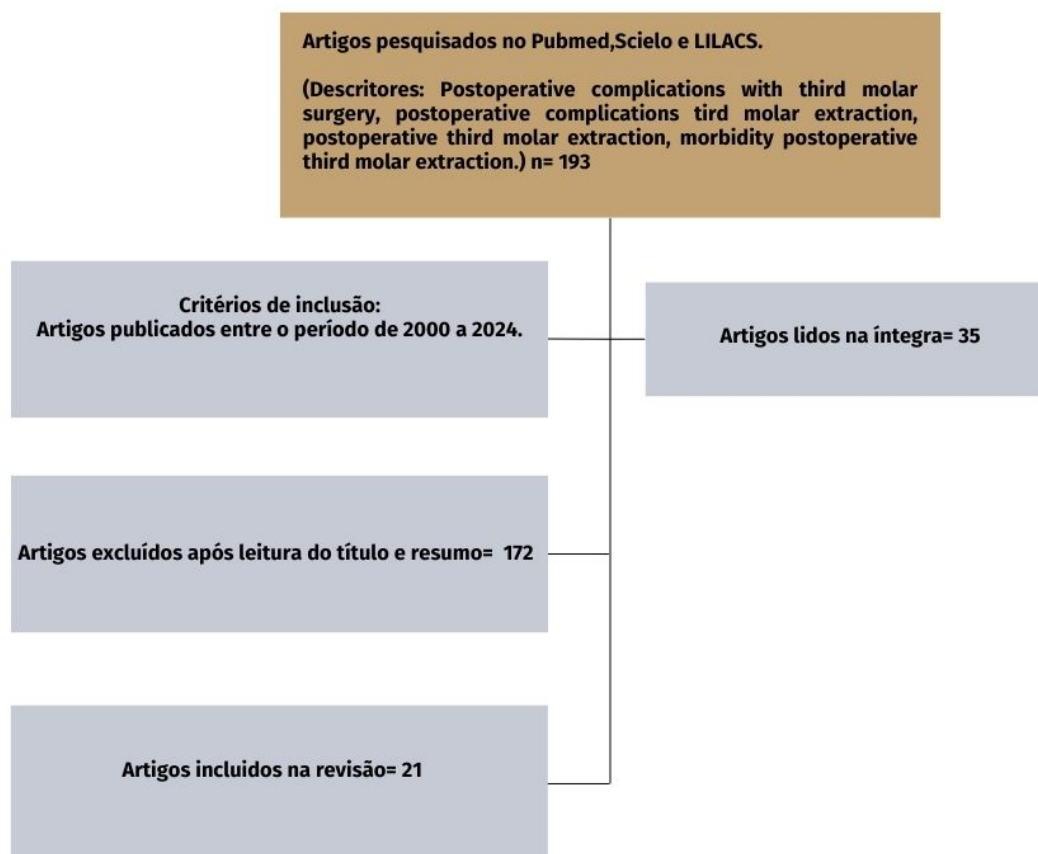 Artigos pesquisados no Pubmed,Scielo e LILACS.
(Descritores: Postoperative complications with third molar
surgery, postoperative complications tird molar extraction,
postoperative third molar extraction, morbidity postoperative
third molar extraction.) n= 193
Critérios de inclusão:
Artigos publicados entre o período de 2000 a 2024.
Artigos lidos na íntegra= 35
Artigos excluídos após leitura do título e resumo= 172
Artigos incluidos na revisão= 21